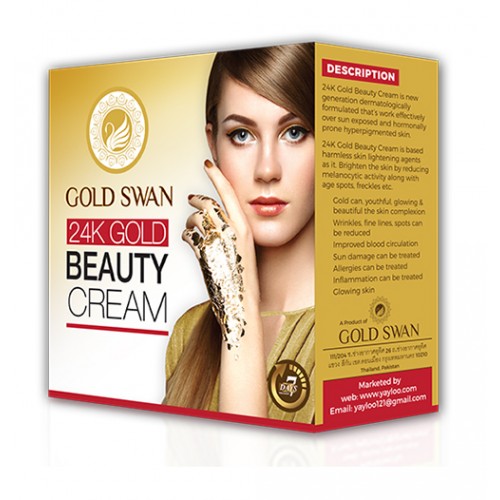 GOLD SWAN
24K GOLD
BEAUTY
CREAM
7
DAYS
DESCRIPTION
24K Gold Beauty Cream is new
generation dermatologically
formulated that's work effectively
over sun exposed and hormonally
prone hyperpigmented skin.
24K Gold Beauty Cream is based
harmless skin lightening agents
as it. Brighten the skin by reducing
melanocytic activity along with
age spots, freckles etc.
Gold can, youthful, glowing &
beautiful the skin complexion
Wrinkles, fine lines, spots can
be reduced
Improved blood circulation
Sun damage can be treated
Allergies can be treated
Inflammation can be treated
Glowing skin
A Product of
GOLD SWAN
Thailand, Pakistan
Marketed by
web: www.yayloo.com
Email: yayloo121@gmail.com